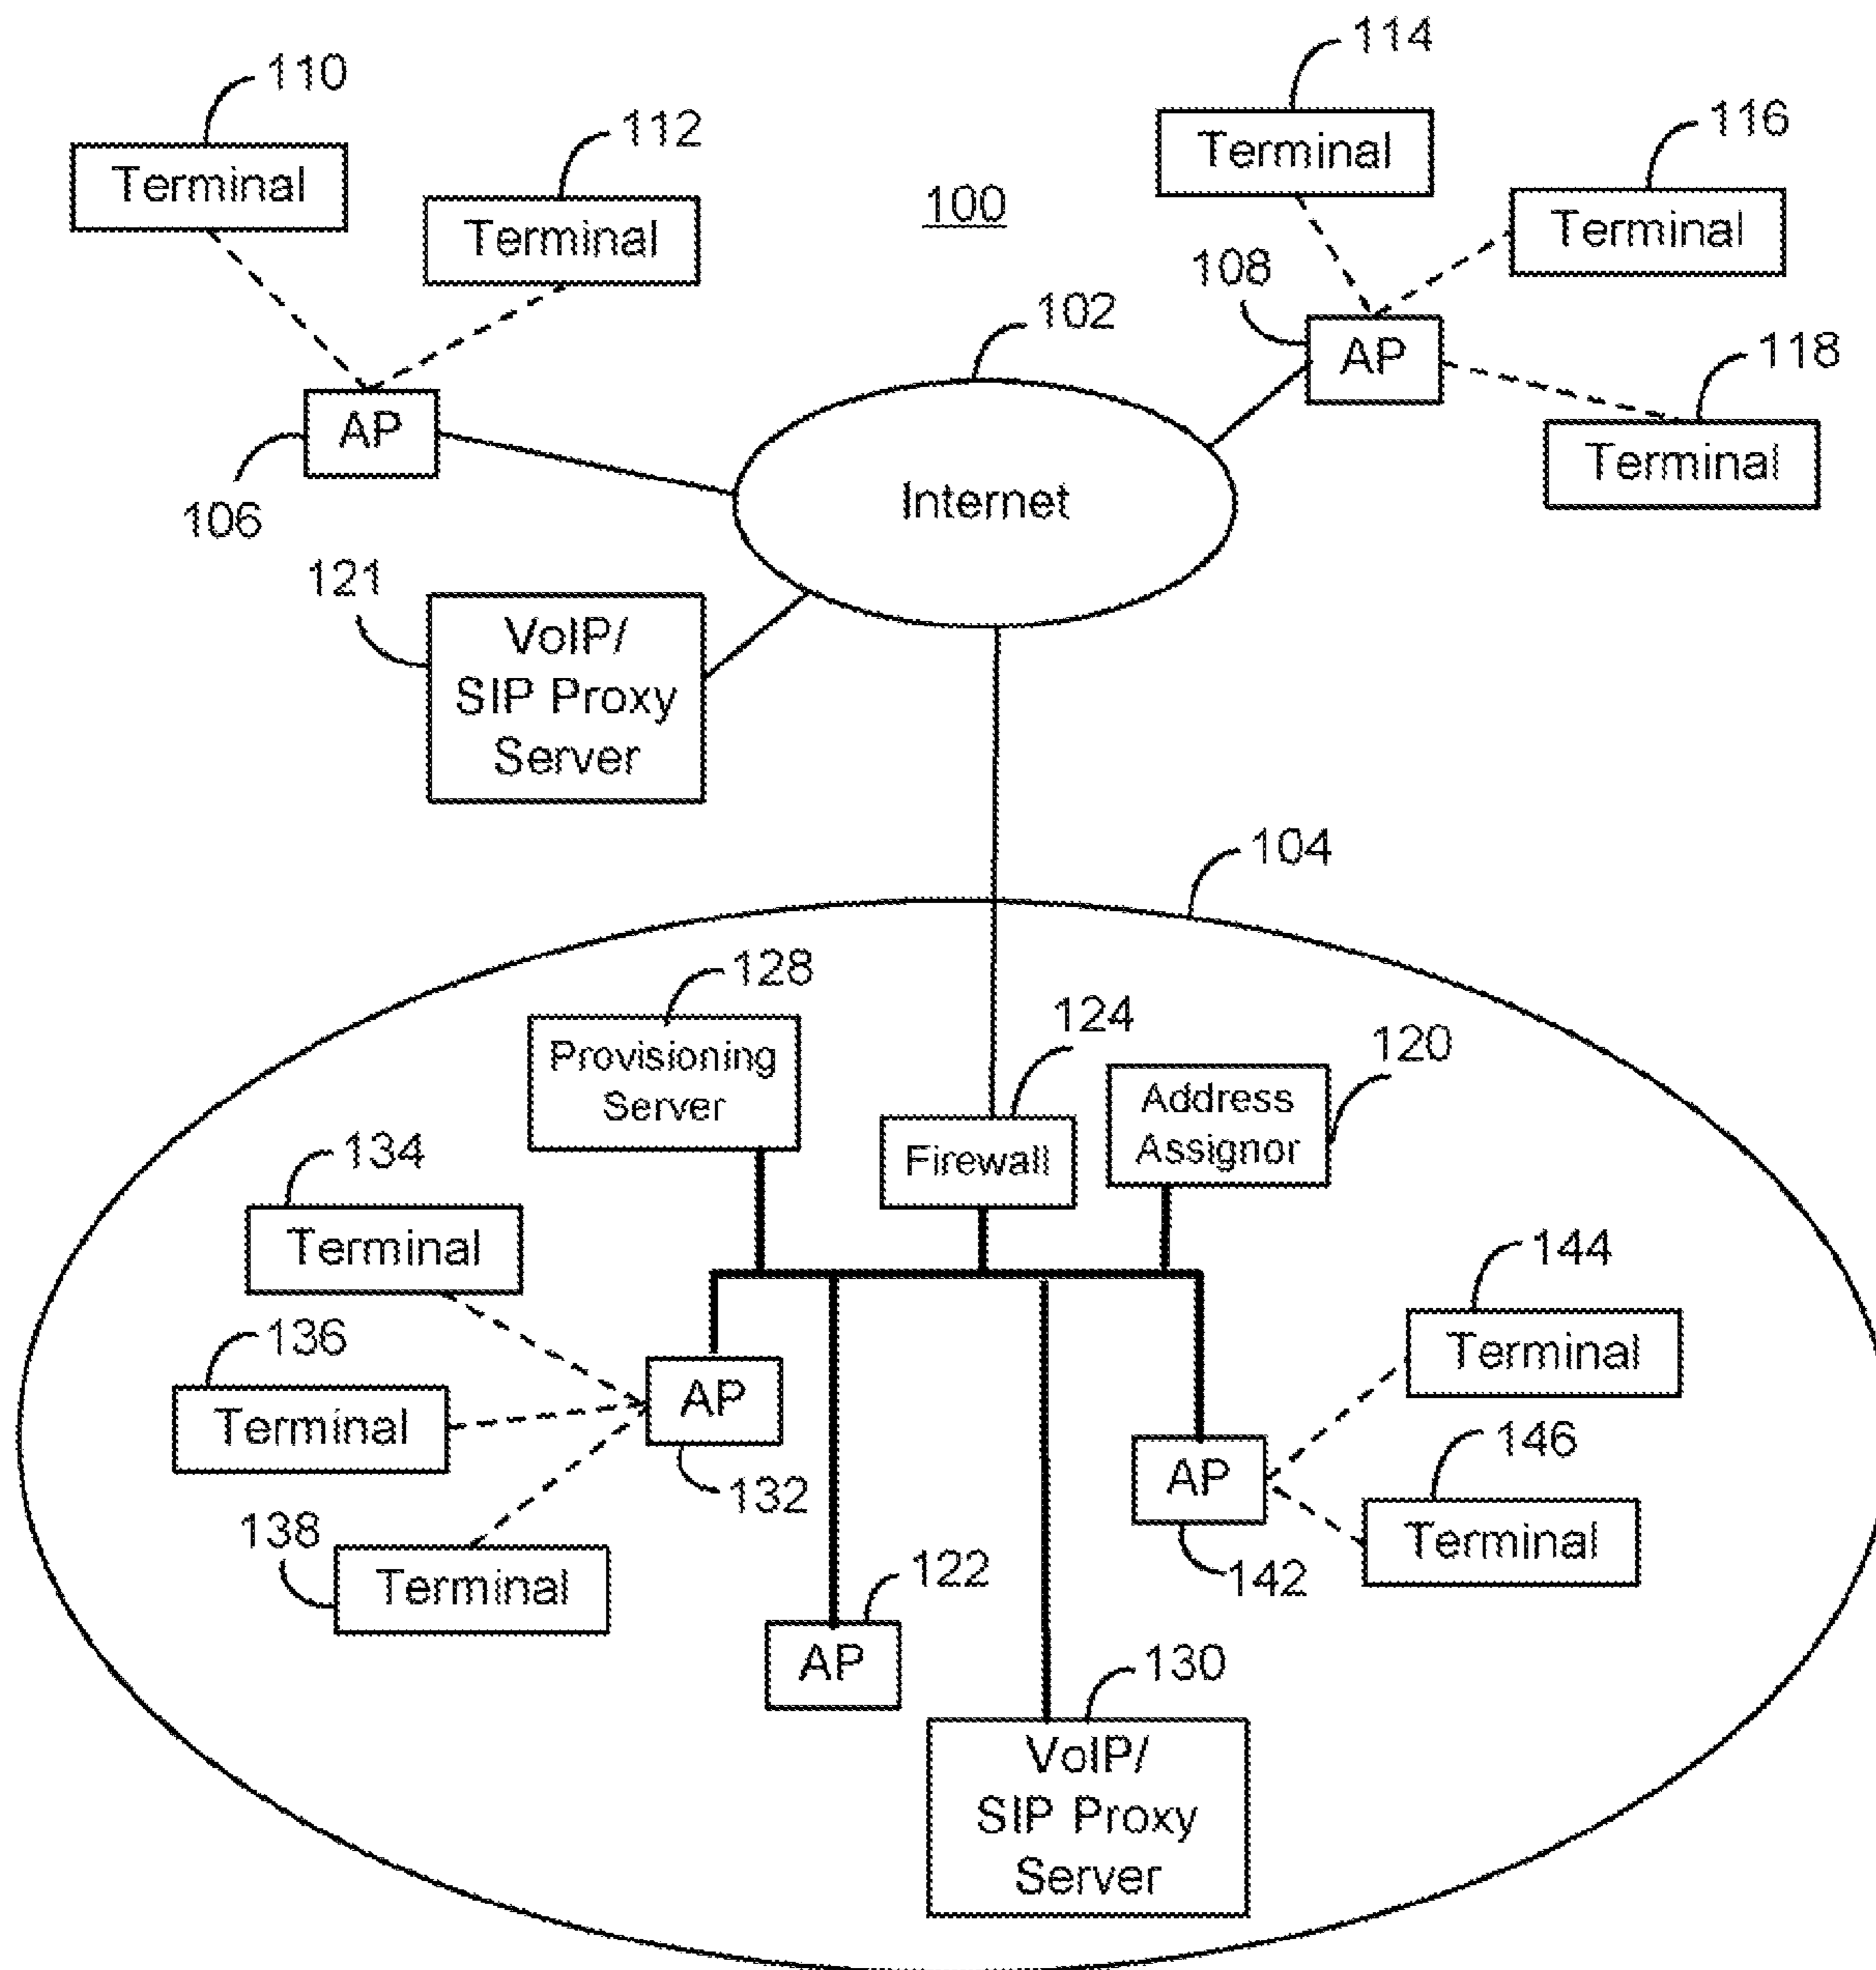 110
Terminal
112
Terminal
100
114
Terminal
116
Terminal
108
AP
118
Terminal
102
Internet
AP
106
121
VoIP/
SIP Proxy
Server
104
128
Provisioning
Server
124
Firewall
120
Address
Assignor
134
Terminal
136
Terminal
138
Terminal
AP
132
122
AP
130
VoIP/
SIP Proxy
Server
AP
142
144
Terminal
146
Terminal